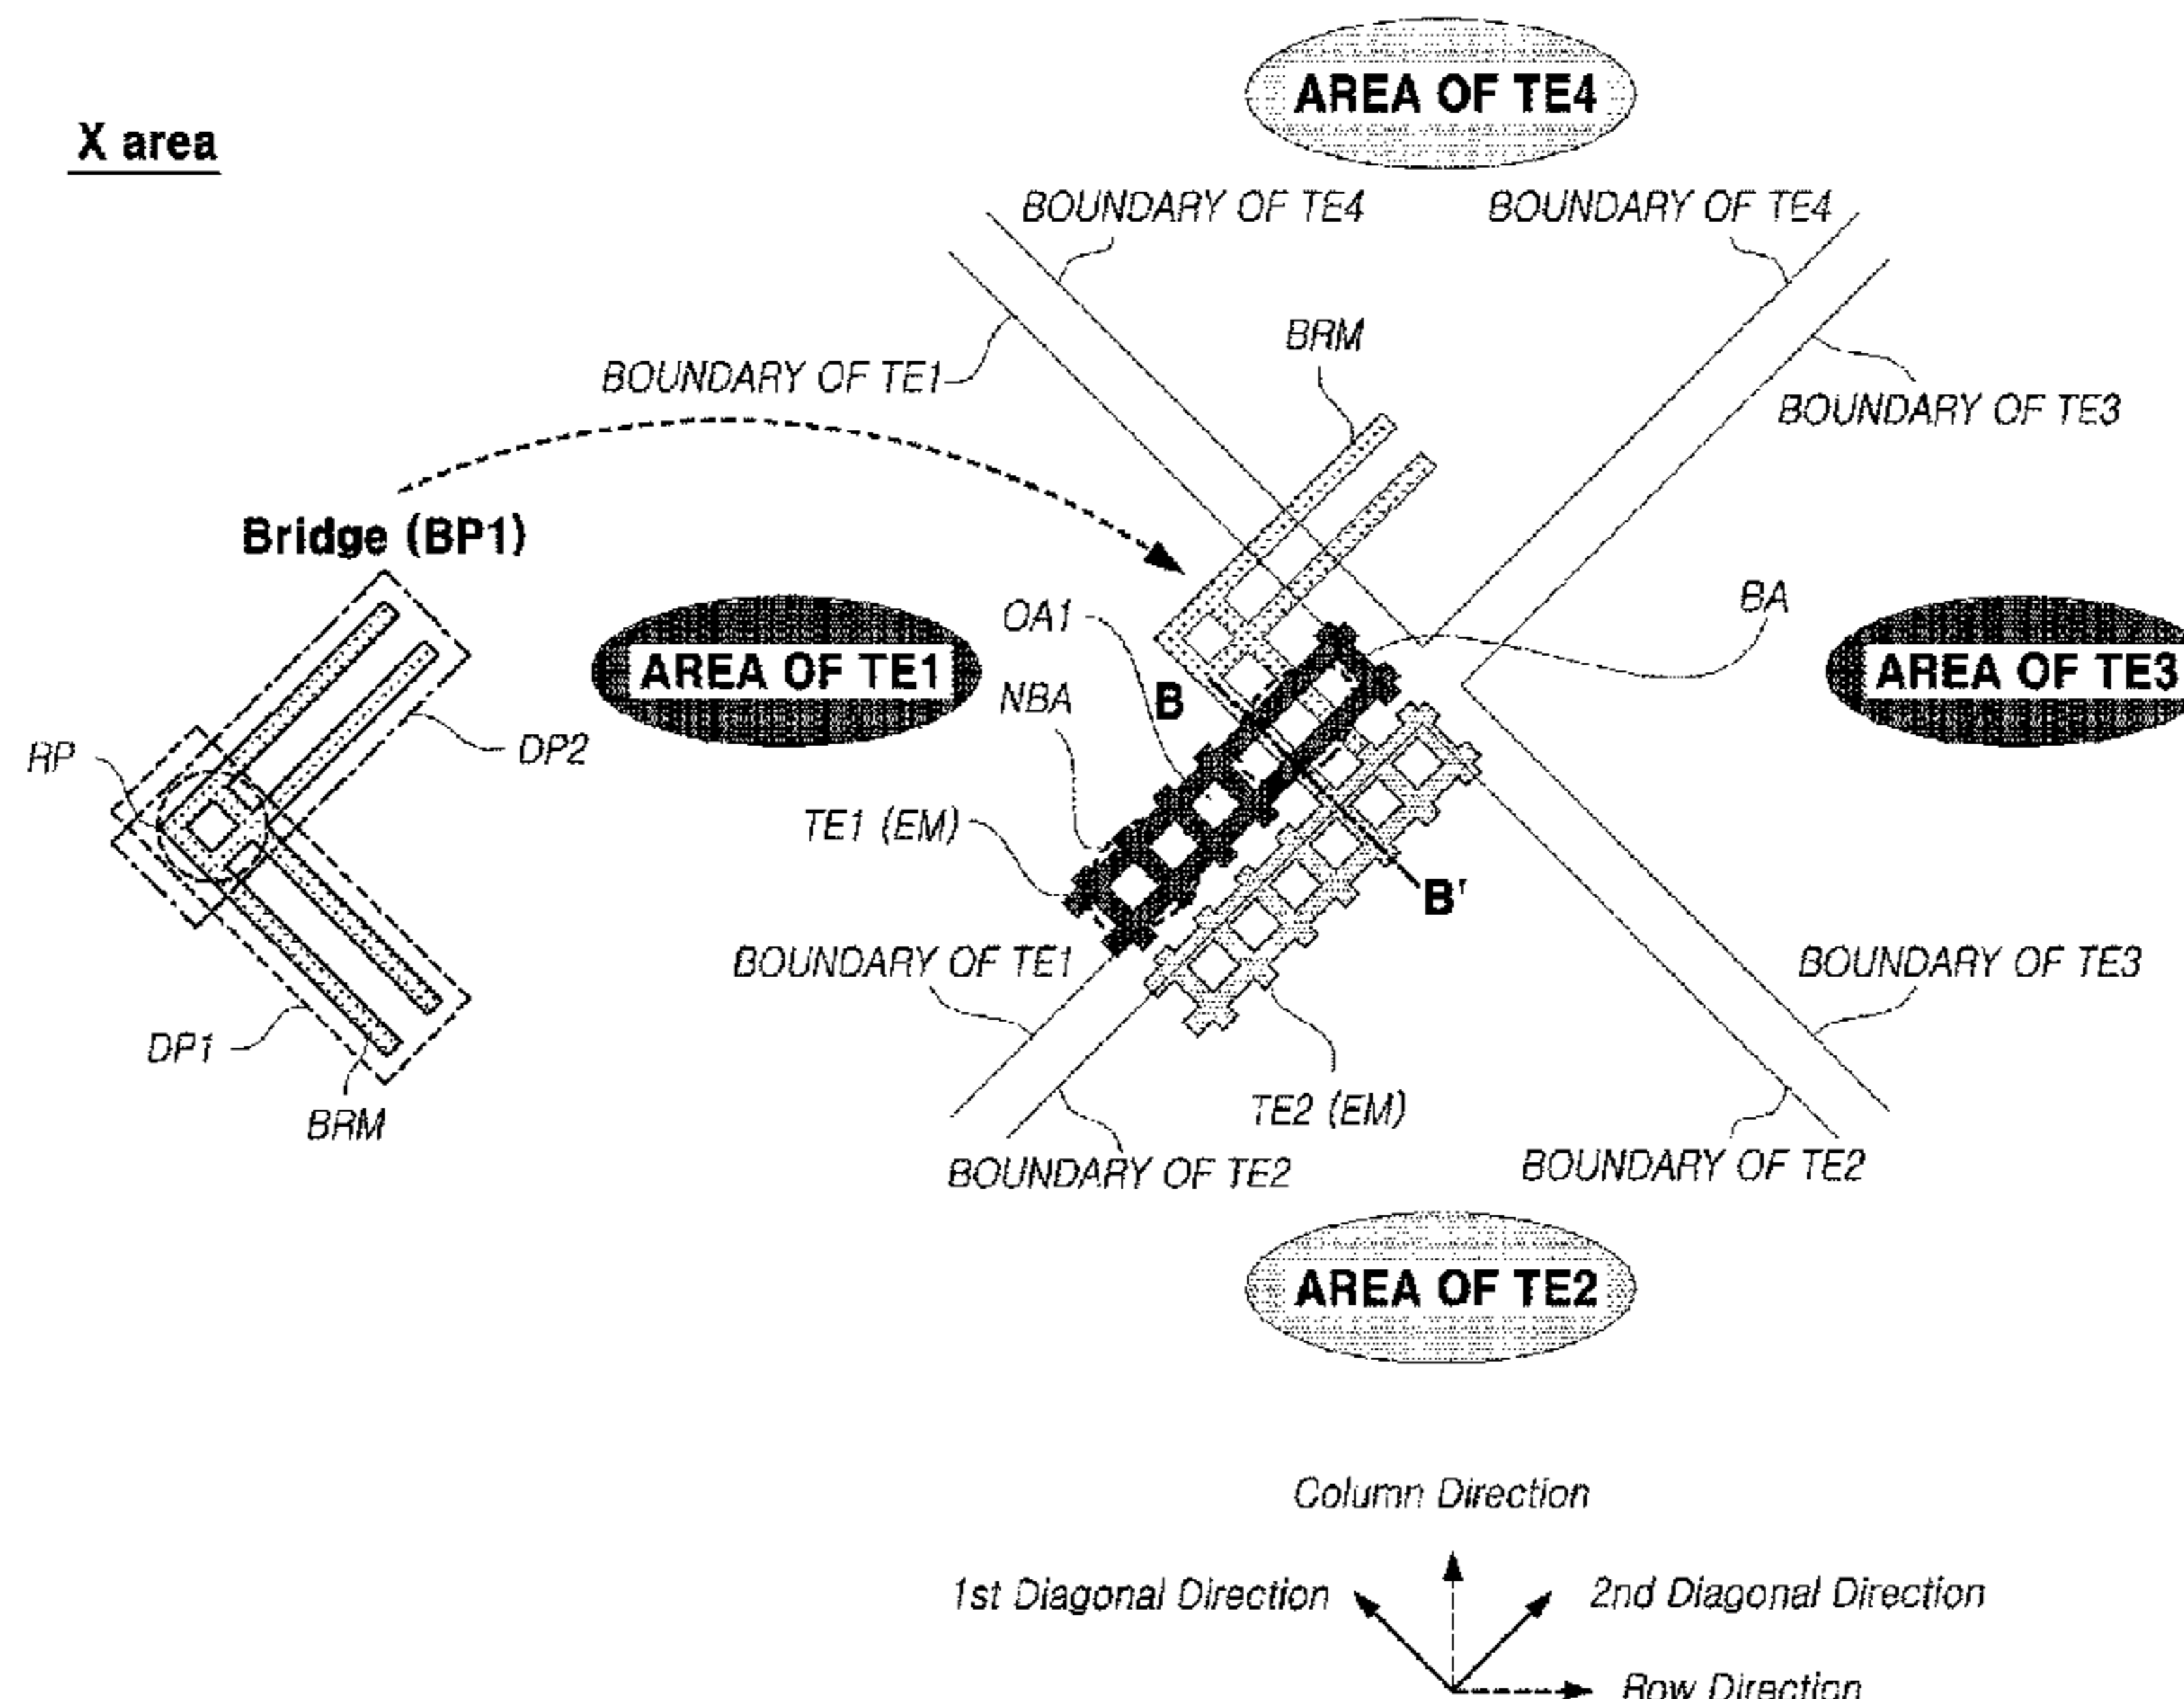 AREA OF TE4
X area
BOUNDARY OF TE4
BOUNDARY OF TE4
BRM
BOUNDARY OF TE1
BOUNDARY OF TE3
Bridge (BP1)
BA
OA1
AREA OF TE1
AREA OF TE3
NBA
B
RP
DP2
TE1 (EM)
B'
BOUNDARY OF TE1
BOUNDARY OF TE3
DP1
BRM
TE2 (EM)
BOUNDARY OF TE2
BOUNDARY OF TE2
AREA OF TE2
Column Direction
1st Diagonal Direction
2nd Diagonal Direction
Row Direction